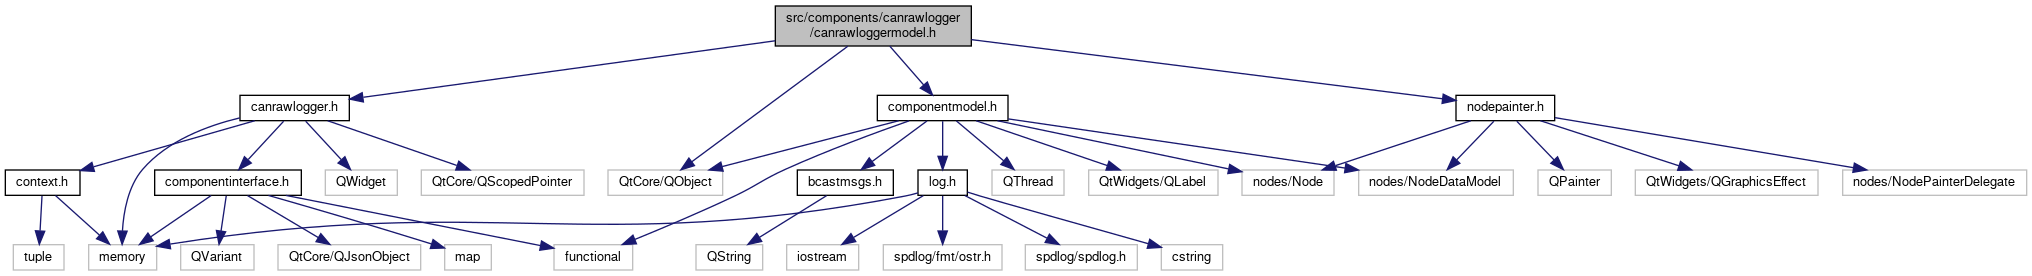 src/components/canrawlogger
/canrawloggermodel.h
canrawlogger.h
componentmodel.h
nodepainter.h
context.h
componentinterface.h
QWidget
QtCore/QScopedPointer
QtCore/QObject
bcastmsgs.h
log.h
QThread
QtWidgets/QLabel
nodes/Node
nodes/NodeDataModel
QPainter
QtWidgets/QGraphicsEffect
nodes/NodePainterDelegate
tuple
memory
QVariant
QtCore/QJsonObject
map
functional
QString
iostream
spdlog/fmt/ostr.h
spdlog/spdlog.h
cstring